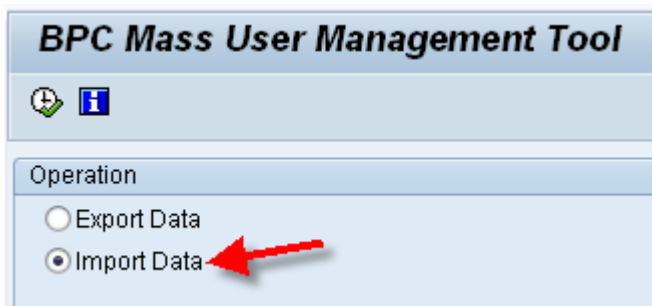 BPC Mass User Management Tool
i
Operation
Export Data
Import Data